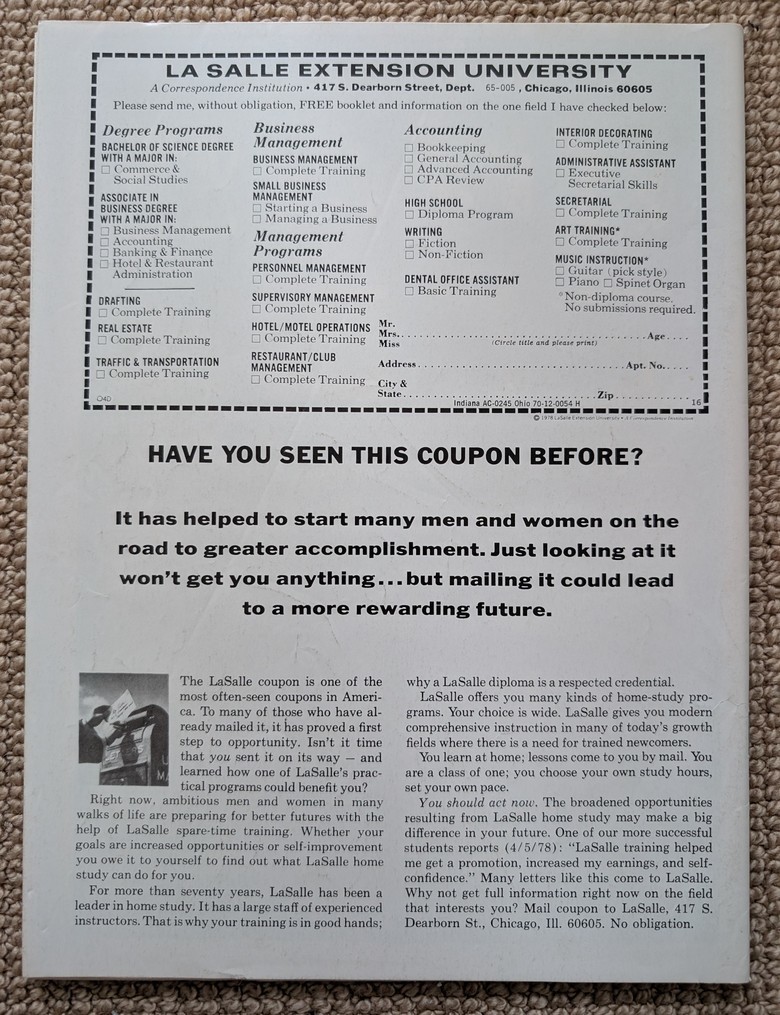 LA SALLE EXTENSION UNIVERSITY
A Correspondence Institution • 417 S. Dearborn Street, Dept. 65-005, Chicago, Illinois 60605
Please send me, without obligation, FREE booklet and information on the one field I have checked below:
Degree Programs
BACHELOR OF SCIENCE DEGREE
WITH A MAJOR IN:
□ Commerce &
Social Studies
ASSOCIATE IN
BUSINESS DEGREE
WITH A MAJOR IN:
□ Business Management
□ Accounting
□ Banking & Finance
□ Hotel & Restaurant
Administration
DRAFTING
□ Complete Training
REAL ESTATE
□ Complete Training
TRAFFIC & TRANSPORTATION
□ Complete Training
04D
Business
Management
BUSINESS MANAGEMENT
□ Complete Training
SMALL BUSINESS
MANAGEMENT
□ Starting a Business
□ Managing a Business
Management
Programs
PERSONNEL MANAGEMENT
□ Complete Training
SUPERVISORY MANAGEMENT
□ Complete Training
HOTEL/MOTEL OPERATIONS
□ Complete Training
RESTAURANT/CLUB
MANAGEMENT
□ Complete Training
Accounting
□ Bookkeeping
□ General Accounting
□ Advanced Accounting
□ CPA Review
HIGH SCHOOL
□ Diploma Program
WRITING
□ Fiction
□ Non-Fiction
DENTAL OFFICE ASSISTANT
□ Basic Training
INTERIOR DECORATING
□ Complete Training
ADMINISTRATIVE ASSISTANT
□ Executive
Secretarial Skills
SECRETARIAL
□ Complete Training
ART TRAINING*
□ Complete Training
MUSIC INSTRUCTION*
□ Guitar (pick style)
□ Piano □ Spinet Organ
*Non-diploma course.
No submissions required.
Mr.
Mrs. Age
Miss (Circle title and please print)
Address Apt. No.
City &
State Zip
Indiana AC-0245 Ohio 70-12-0054 H 16
© 1978 LaSalle Extension University • A Correspondence Institution
HAVE YOU SEEN THIS COUPON BEFORE?
It has helped to start many men and women on the
road to greater accomplishment. Just looking at it
won't get you anything...but mailing it could lead
to a more rewarding future.
The LaSalle coupon is one of the
most often-seen coupons in Ameri-
ca. To many of those who have al-
ready mailed it, it has proved a first
step to opportunity. Isn't it time
that you sent it on its way — and
learned how one of LaSalle's prac-
tical programs could benefit you?
Right now, ambitious men and women in many
walks of life are preparing for better futures with the
help of LaSalle spare-time training. Whether your
goals are increased opportunities or self-improvement
you owe it to yourself to find out what LaSalle home
study can do for you.
For more than seventy years, LaSalle has been a
leader in home study. It has a large staff of experienced
instructors. That is why your training is in good hands;
why a LaSalle diploma is a respected credential.
LaSalle offers you many kinds of home-study pro-
grams. Your choice is wide. LaSalle gives you modern
comprehensive instruction in many of today's growth
fields where there is a need for trained newcomers.
You learn at home; lessons come to you by mail. You
are a class of one; you choose your own study hours,
set your own pace.
You should act now. The broadened opportunities
resulting from LaSalle home study may make a big
difference in your future. One of our more successful
students reports (4/5/78): "LaSalle training helped
me get a promotion, increased my earnings, and self-
confidence." Many letters like this come to LaSalle.
Why not get full information right now on the field
that interests you? Mail coupon to LaSalle, 417 S.
Dearborn St., Chicago, Ill. 60605. No obligation.